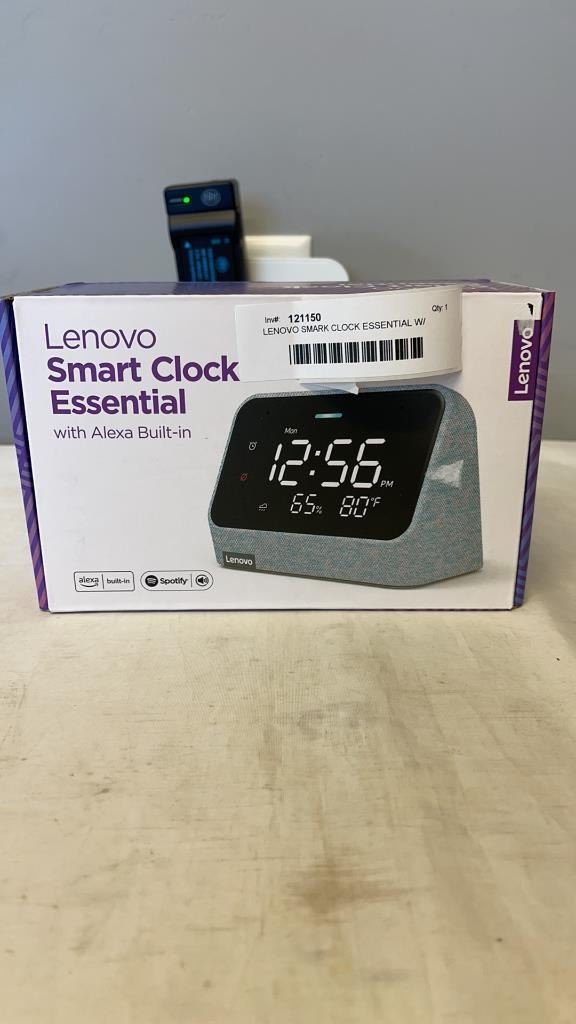 Inv#: 121150 Qty: 1
LENOVO SMARK CLOCK ESSENTIAL W/
Lenovo
Smart Clock
Essential
with Alexa Built-in
Lenovo
Mon
12:56 PM
65% 80°F
Lenovo
alexa built-in
Spotify